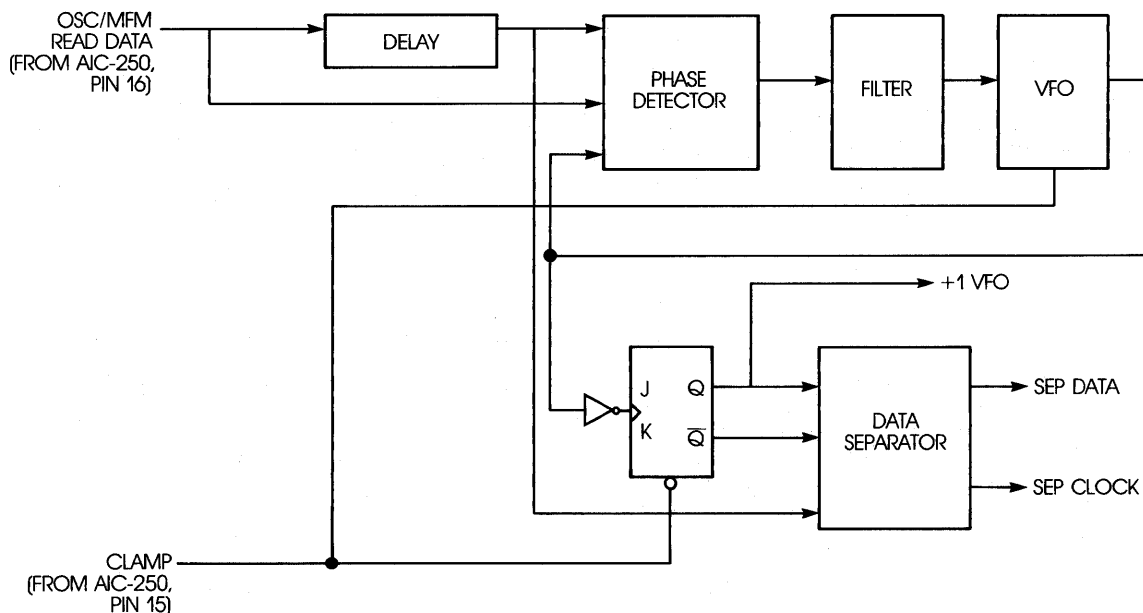 OSC/MFM
READ DATA
(FROM AIC-250,
PIN 16)
DELAY
PHASE
DETECTOR
FILTER
VFO
+1 VFO
J Q
K Q̅
DATA
SEPARATOR
SEP DATA
SEP CLOCK
CLAMP
(FROM AIC-250,
PIN 15)